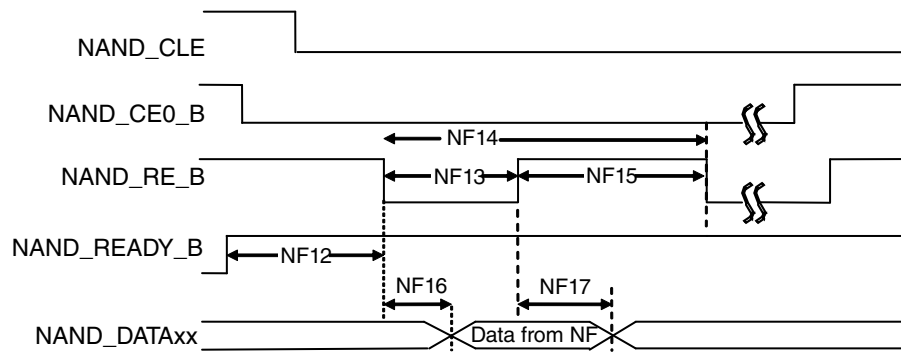 NAND_CLE
NAND_CE0_B
NF14
NAND_RE_B
NF13
NF15
NAND_READY_B
NF12
NF16
NF17
NAND_DATAxx
Data from NF